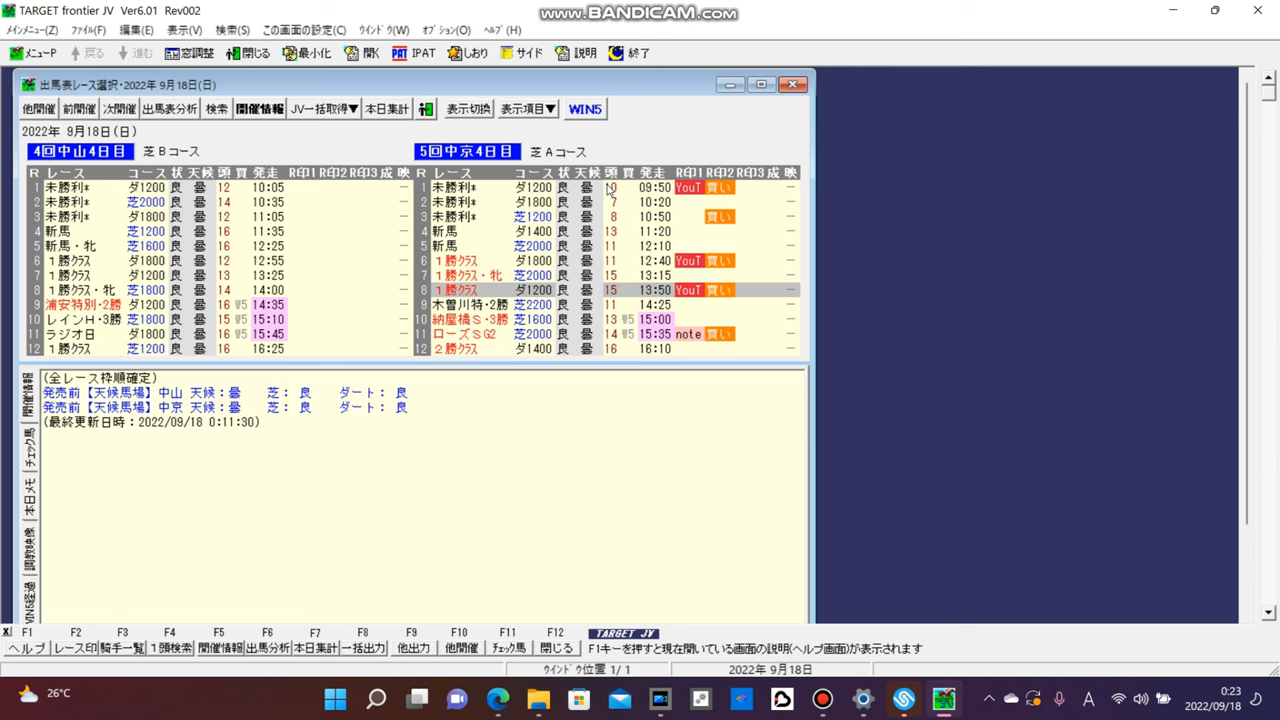 TARGET frontier JV Ver6.01 Rev002
www.BANDICAM.com
メインメニュー(Z) ファイル(F) 編集(E) 表示(V) 検索(S) この画面の設定(C) ウインドウ(W) オプション(O) ヘルプ(H)
メニューP 戻る 進む 窓調整 閉じる 最小化 開く PAT IPAT しおり サイド 説明 終了
出馬表レース選択・2022年 9月18日(日)
他開催 前開催 次開催 出馬表分析 検索 開催情報 JV一括取得▼ 本日集計 表示切換 表示項目▼ WIN5
2022年 9月18日(日)
4回中山4日目 芝Bコース
R レース コース 状 天候 頭 買 発走 R印1 R印2 R印3 成 映
1 未勝利* ダ1200 良 曇 12 10:05 ―
2 未勝利* 芝2000 良 曇 14 10:35 ―
3 未勝利* ダ1800 良 曇 12 11:05 ―
4 新馬 芝1200 良 曇 16 11:35 ―
5 新馬・牝 芝1600 良 曇 16 12:25 ―
6 1勝クラス ダ1800 良 曇 12 12:55 ―
7 1勝クラス* ダ1800 良 曇 13 13:25 ―
8 1勝クラス・牝* 芝1800 良 曇 14 14:00 ―
9 浦安特別・2勝 ダ1200 良 曇 16 W5 14:35 ―
10 レインH・3勝 芝1800 良 曇 15 W5 15:10 ―
11 ラジオ日 ダ1800 良 曇 16 W5 15:45 ―
12 1勝クラス 芝1200 良 曇 16 16:25 ―
5回中京4日目 芝Aコース
R レース コース 状 天候 頭 買 発走 R印1 R印2 R印3 成 映
1 未勝利* ダ1200 良 曇 10 09:50 YouT 買い ―
2 未勝利* ダ1800 良 曇 7 10:20 ―
3 未勝利* 芝1200 良 曇 8 10:50 買い ―
4 新馬 ダ1400 良 曇 13 11:20 ―
5 新馬 芝2000 良 曇 11 12:10 ―
6 1勝クラス ダ1800 良 曇 11 12:40 YouT 買い ―
7 1勝クラス・牝 芝2000 良 曇 15 13:15 ―
8 1勝クラス ダ1200 良 曇 15 13:50 YouT 買い ―
9 木曽川特・2勝 芝2200 良 曇 11 14:25 ―
10 納屋橋S・3勝 芝1600 良 曇 13 W5 15:00 ―
11 ローズSG2 芝2000 良 曇 14 W5 15:35 note 買い ―
12 2勝クラス ダ1400 良 曇 16 16:10 ―
開催情報
チェック馬
本日メモ
調教映像
WIN5経過
(全レース枠順確定)
発売前【天候馬場】中山 天候：曇 芝： 良 ダート： 良
発売前【天候馬場】中京 天候：曇 芝： 良 ダート： 良
(最終更新日時：2022/09/18 0:11:30)
X F1 F2 F3 F4 F5 F6 F7 F8 F9 F10 F11 F12 TARGET JV
ヘルプ レース印 騎手一覧 1頭検索 開催情報 出馬分析 本日集計 一括出力 他出力 他開催 チェック馬 閉じる F1キーを押すと現在開いている画面の説明(ヘルプ画面)が表示されます
ウインドウ位置 1/ 1 2022年 9月18日
26°C
A
0:23
2022/09/18